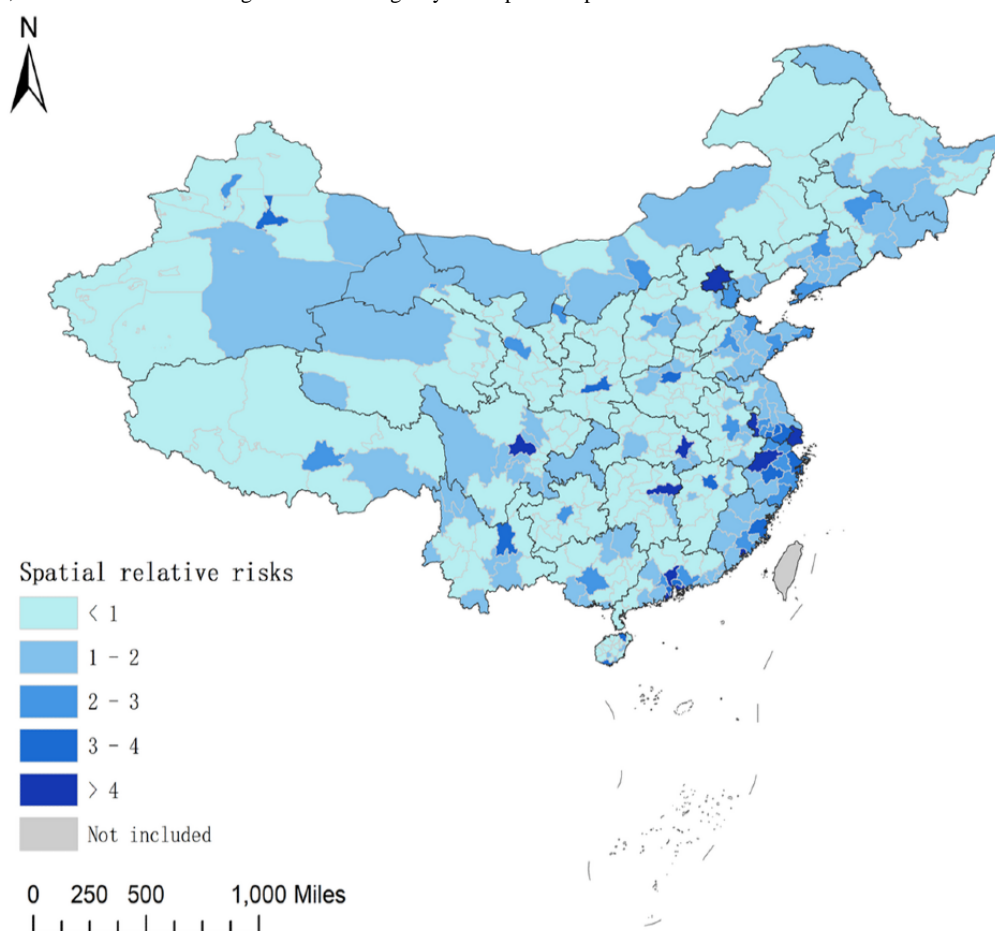 N
Spatial relative risks
< 1
1 - 2
2 - 3
3 - 4
> 4
Not included
0 250 500 1,000 Miles